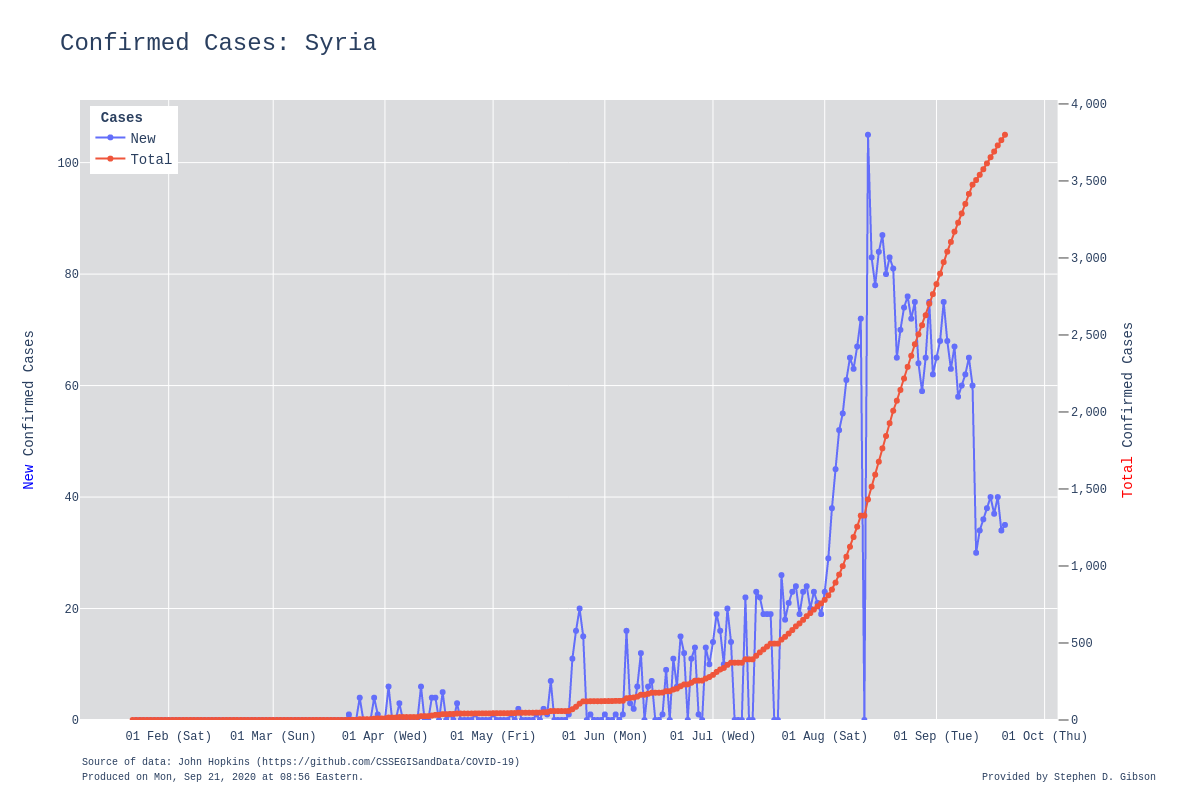 Confirmed Cases: Syria
Cases
New
Total
4,000
3,500
3,000
2,500
2,000
1,500
1,000
500
0
100
80
60
40
20
0
New Confirmed Cases
Total Confirmed Cases
01 Feb (Sat) 01 Mar (Sun) 01 Apr (Wed) 01 May (Fri) 01 Jun (Mon) 01 Jul (Wed) 01 Aug (Sat) 01 Sep (Tue) 01 Oct (Thu)
Source of data: John Hopkins (https://github.com/CSSEGISandData/COVID-19)
Produced on Mon, Sep 21, 2020 at 08:56 Eastern.
Provided by Stephen D. Gibson